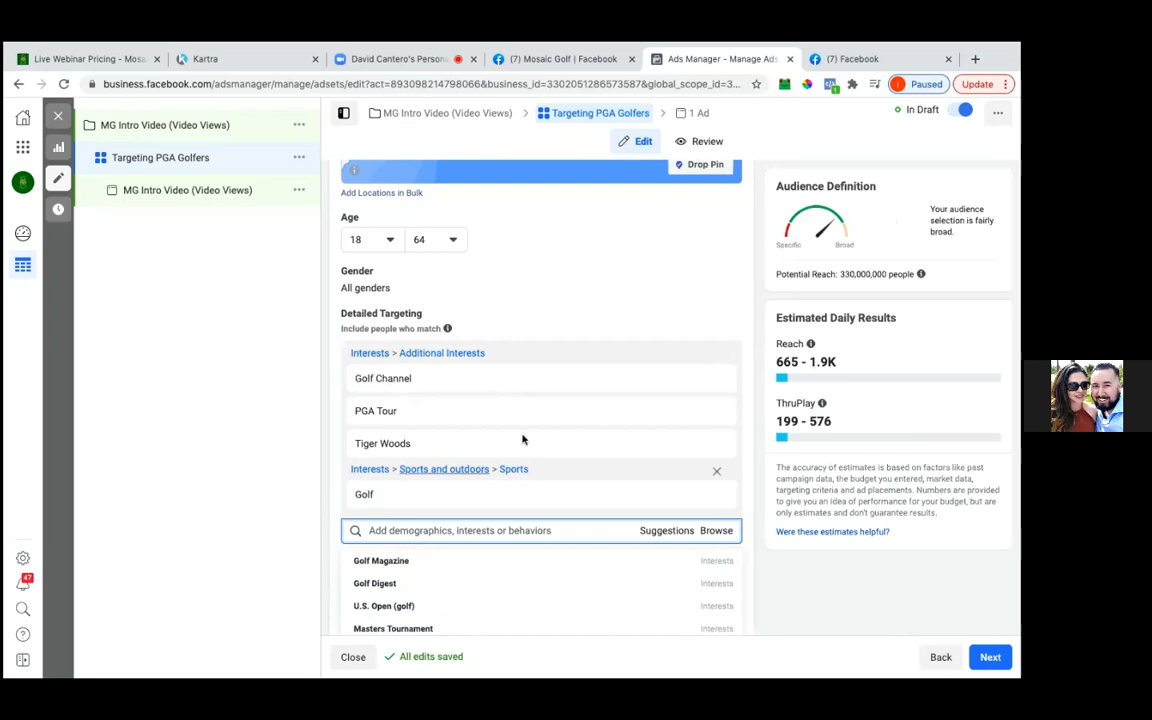 Live Webinar Pricing - Mosa
Kartra
David Cantero's Persona
(7) Mosaic Golf | Facebook
Ads Manager - Manage Ads
(7) Facebook
business.facebook.com/adsmanager/manage/adsets/edit?act=893098214798066&business_id=3302051286573587&global_scope_id=3...
Paused
Update
MG Intro Video (Video Views)
Targeting PGA Golfers
MG Intro Video (Video Views)
47
MG Intro Video (Video Views)
Targeting PGA Golfers
1 Ad
In Draft
Edit
Review
Drop Pin
Add Locations in Bulk
Age
18
64
Gender
All genders
Detailed Targeting
Include people who match
Interests > Additional Interests
Golf Channel
PGA Tour
Tiger Woods
Interests > Sports and outdoors > Sports
Golf
Add demographics, interests or behaviors
Suggestions
Browse
Golf Magazine
Interests
Golf Digest
Interests
U.S. Open (golf)
Interests
Masters Tournament
Interests
Close
All edits saved
Back
Next
Audience Definition
Specific
Broad
Your audience
selection is fairly
broad.
Potential Reach: 330,000,000 people
Estimated Daily Results
Reach
665 - 1.9K
ThruPlay
199 - 576
The accuracy of estimates is based on factors like past
campaign data, the budget you entered, market data,
targeting criteria and ad placements. Numbers are provided
to give you an idea of performance for your budget, but are
only estimates and don't guarantee results.
Were these estimates helpful?